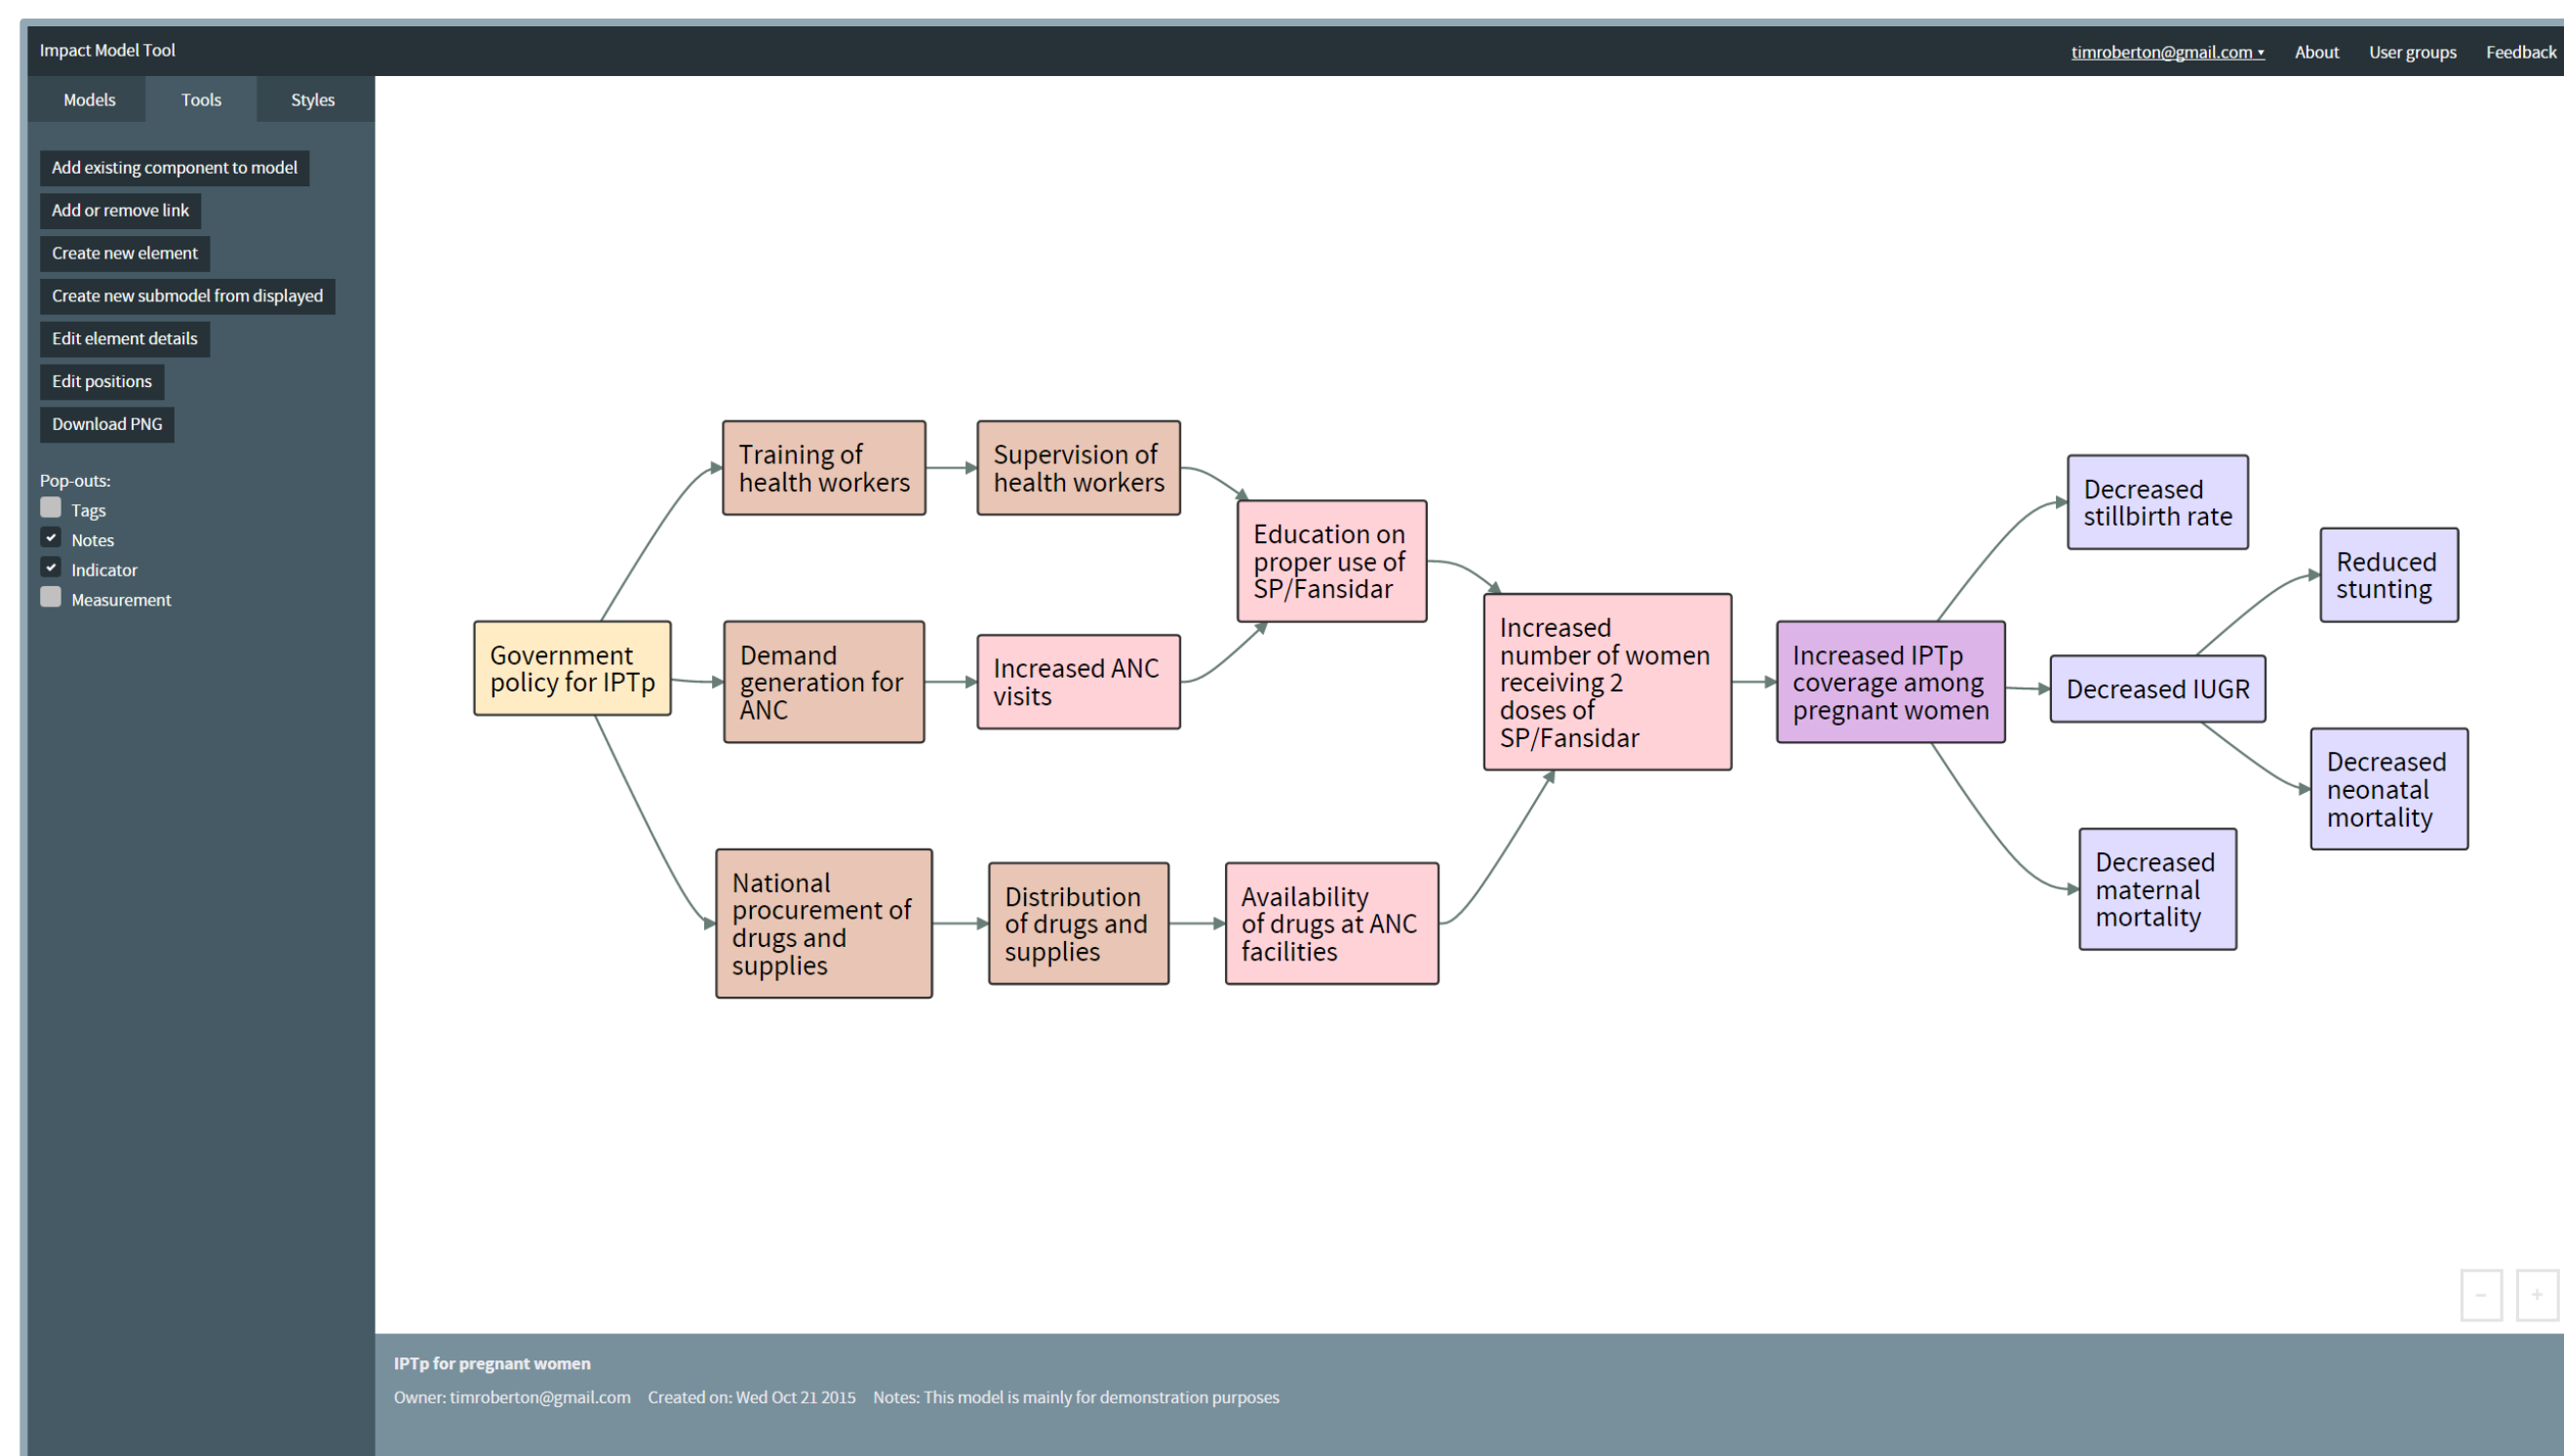 Impact Model Tool
timroberton@gmail.com ▾ About User groups Feedback
Models Tools Styles
Add existing component to model
Add or remove link
Create new element
Create new submodel from displayed
Edit element details
Edit positions
Download PNG
Pop-outs:
Tags
Notes
Indicator
Measurement
Government
policy for IPTp
Training of
health workers
Supervision of
health workers
Demand
generation for
ANC
Increased ANC
visits
Education on
proper use of
SP/Fansidar
National
procurement of
drugs and
supplies
Distribution
of drugs and
supplies
Availability
of drugs at ANC
facilities
Increased
number of women
receiving 2
doses of
SP/Fansidar
Increased IPTp
coverage among
pregnant women
Decreased
stillbirth rate
Decreased IUGR
Reduced
stunting
Decreased
neonatal
mortality
Decreased
maternal
mortality
− +
IPTp for pregnant women
Owner: timroberton@gmail.com Created on: Wed Oct 21 2015 Notes: This model is mainly for demonstration purposes